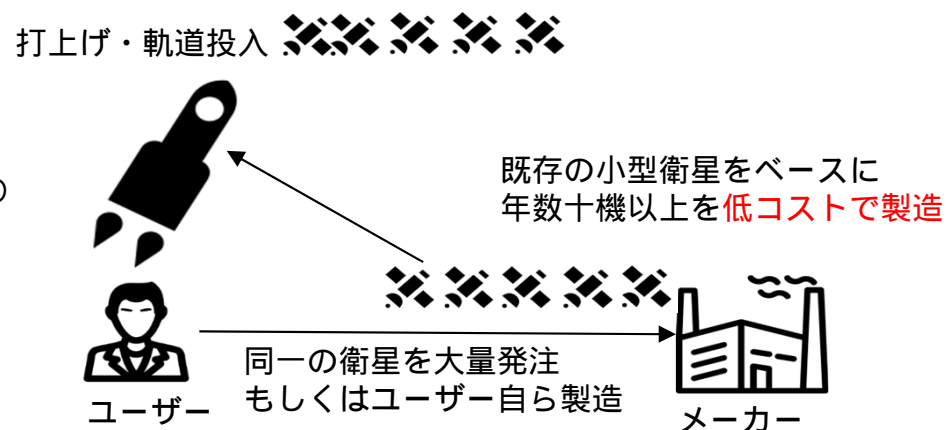 打上げ・軌道投入
既存の小型衛星をベースに
年数十機以上を低コストで製造
同一の衛星を大量発注
もしくはユーザー自ら製造
ユーザー
メーカー